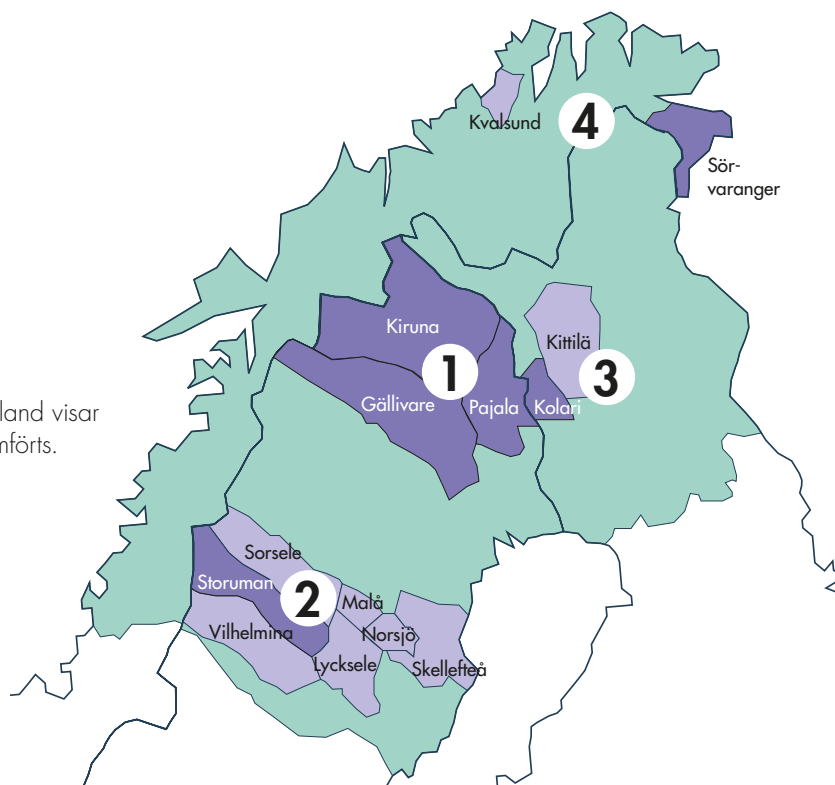 Kvalsund
4
Sör-
varanger
Kiruna
Kittilä
1
3
Gällivare
Pajala
Kolari
land visar
nförts.
Sorsele
Storuman
2
Malå
Vilhelmina
Norsjö
Lycksele
Skellefteå